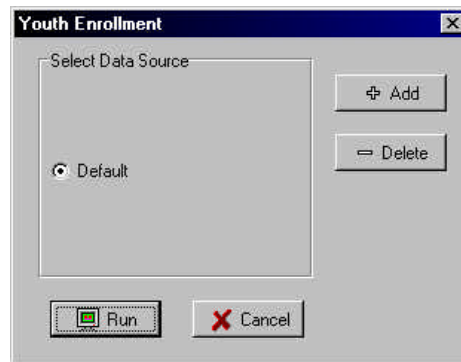 Youth Enrollment
Select Data Source
Add
Default
Delete
Run
Cancel